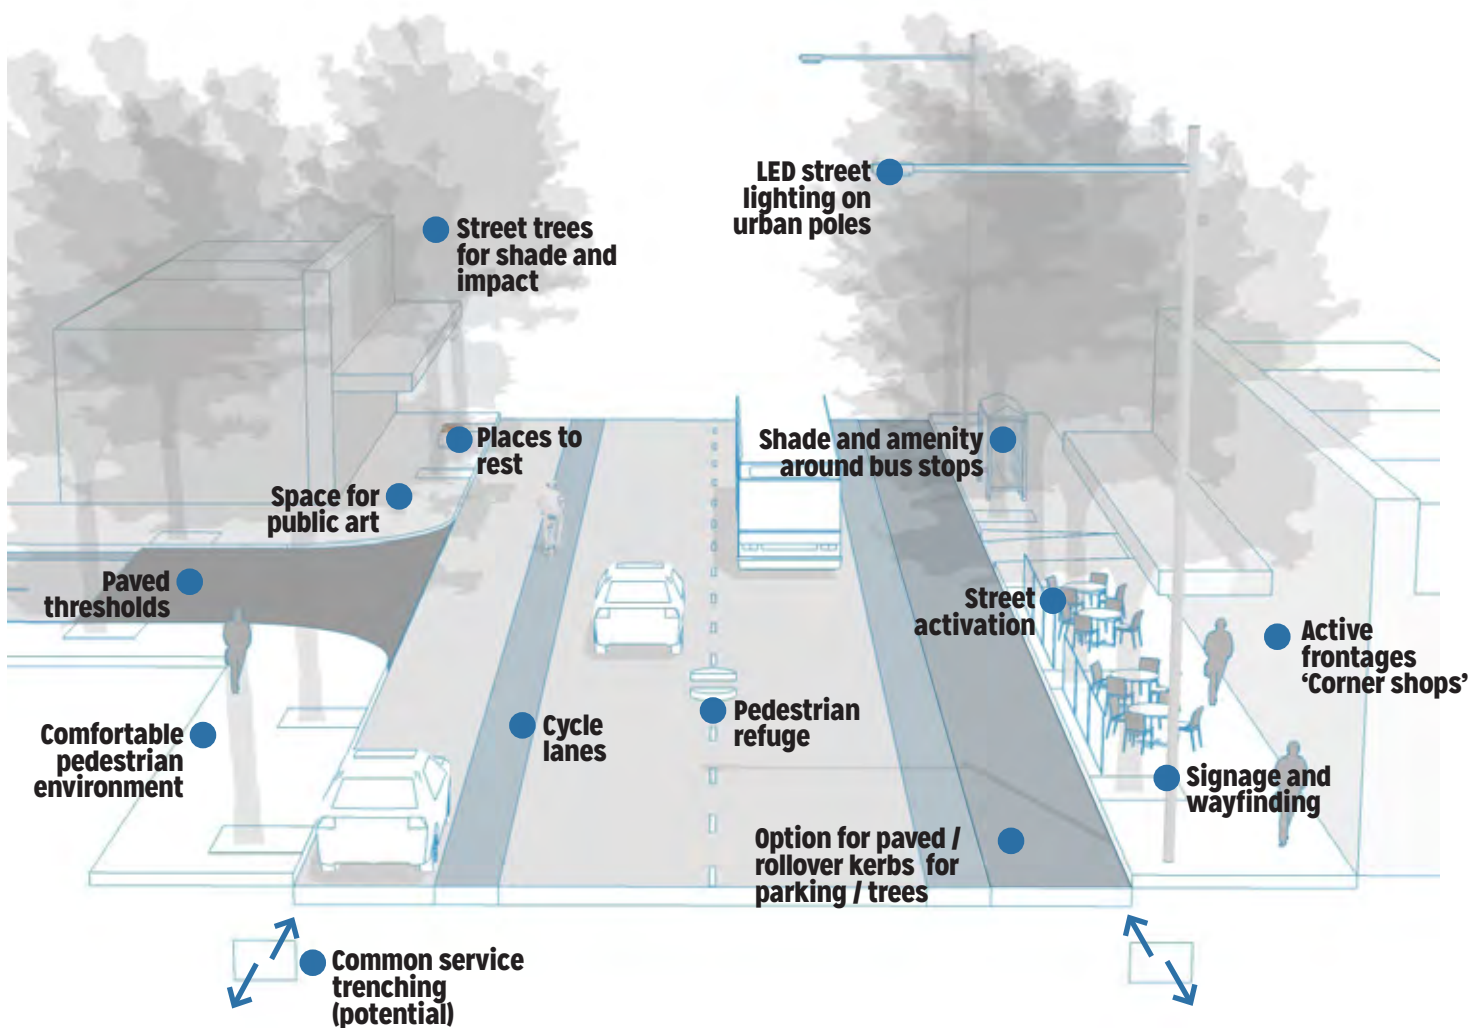 LED street
lighting on
urban poles
Street trees
for shade and
impact
Places to
rest
Shade and amenity
around bus stops
Space for
public art
Paved
thresholds
Street
activation
Active
frontages
‘Corner shops’
Comfortable
pedestrian
environment
Cycle
lanes
Pedestrian
refuge
Signage and
wayfinding
Option for paved /
rollover kerbs for
parking / trees
Common service
trenching
(potential)